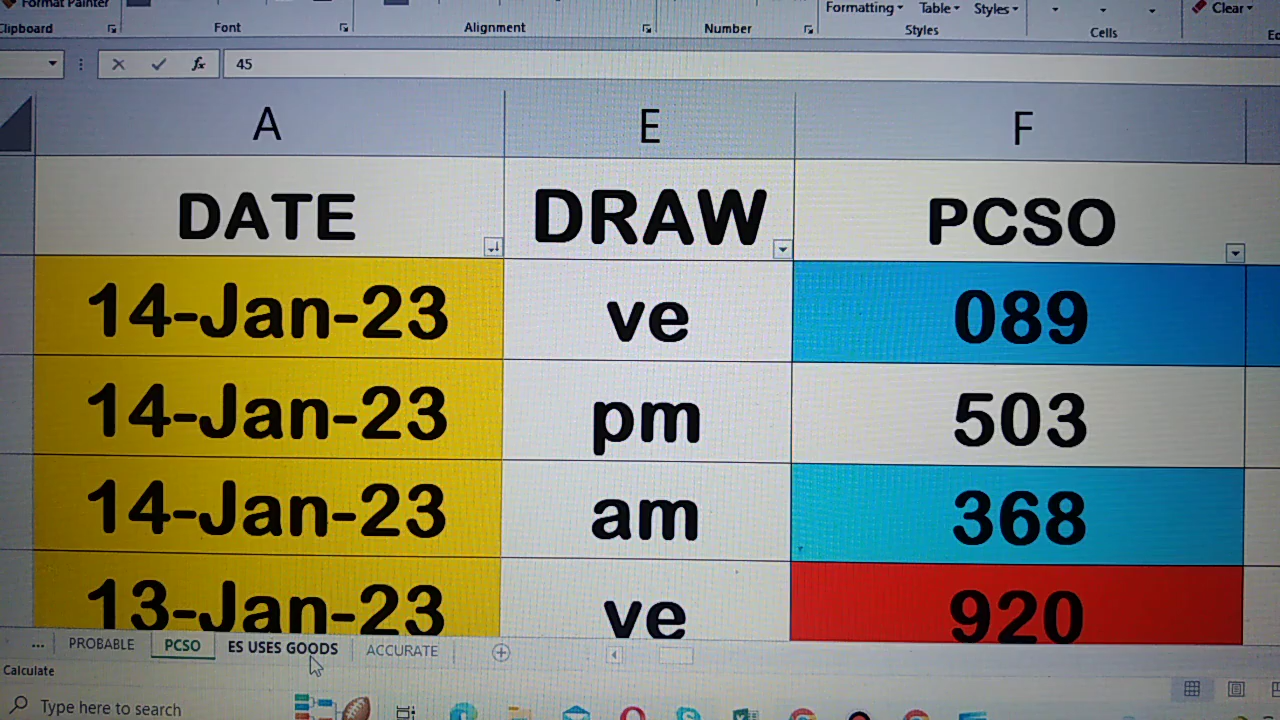 Format Painter
Formatting Table Styles Clear
Clipboard Font Alignment Number Styles Cells
45
A E F
DATE DRAW PCSO
14-Jan-23 ve 089
14-Jan-23 pm 503
14-Jan-23 am 368
13-Jan-23 ve 920
... PROBABLE PCSO ES USES GOODS ACCURATE
Calculate
Type here to search